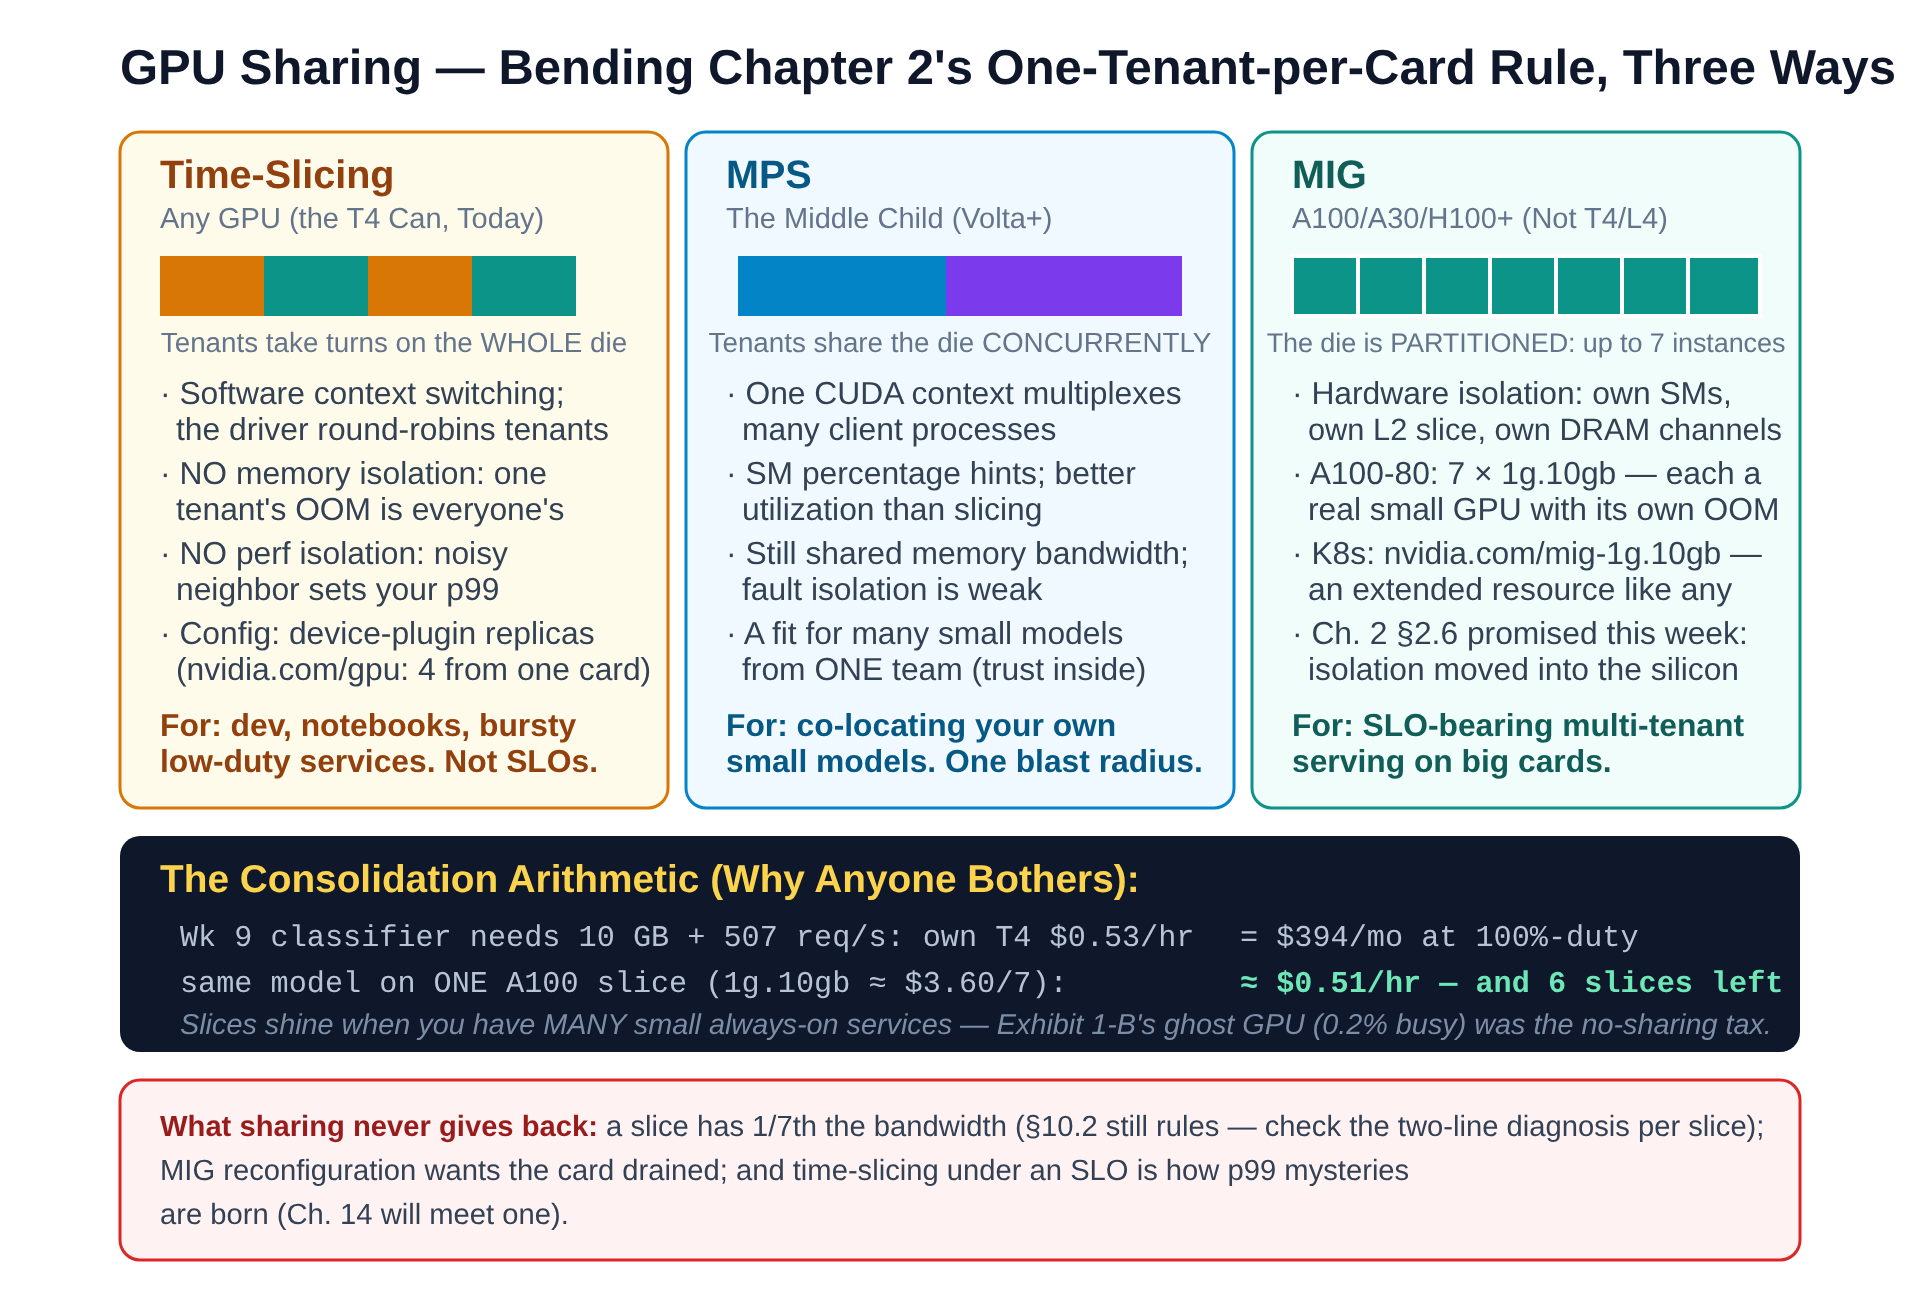 GPU Sharing — Bending Chapter 2's One-Tenant-per-Card Rule, Three Ways
Time-Slicing
Any GPU (the T4 Can, Today)
Tenants take turns on the WHOLE die
· Software context switching;
the driver round-robins tenants
· NO memory isolation: one
tenant's OOM is everyone's
· NO perf isolation: noisy
neighbor sets your p99
· Config: device-plugin replicas
(nvidia.com/gpu: 4 from one card)
For: dev, notebooks, bursty
low-duty services. Not SLOs.
MPS
The Middle Child (Volta+)
Tenants share the die CONCURRENTLY
· One CUDA context multiplexes
many client processes
· SM percentage hints; better
utilization than slicing
· Still shared memory bandwidth;
fault isolation is weak
· A fit for many small models
from ONE team (trust inside)
For: co-locating your own
small models. One blast radius.
MIG
A100/A30/H100+ (Not T4/L4)
The die is PARTITIONED: up to 7 instances
· Hardware isolation: own SMs,
own L2 slice, own DRAM channels
· A100-80: 7 × 1g.10gb — each a
real small GPU with its own OOM
· K8s: nvidia.com/mig-1g.10gb —
an extended resource like any
· Ch. 2 §2.6 promised this week:
isolation moved into the silicon
For: SLO-bearing multi-tenant
serving on big cards.
The Consolidation Arithmetic (Why Anyone Bothers):
Wk 9 classifier needs 10 GB + 507 req/s: own T4 $0.53/hr = $394/mo at 100%-duty
same model on ONE A100 slice (1g.10gb ≈ $3.60/7): ≈ $0.51/hr — and 6 slices left
Slices shine when you have MANY small always-on services — Exhibit 1-B's ghost GPU (0.2% busy) was the no-sharing tax.
What sharing never gives back: a slice has 1/7th the bandwidth (§10.2 still rules — check the two-line diagnosis per slice);
MIG reconfiguration wants the card drained; and time-slicing under an SLO is how p99 mysteries
are born (Ch. 14 will meet one).